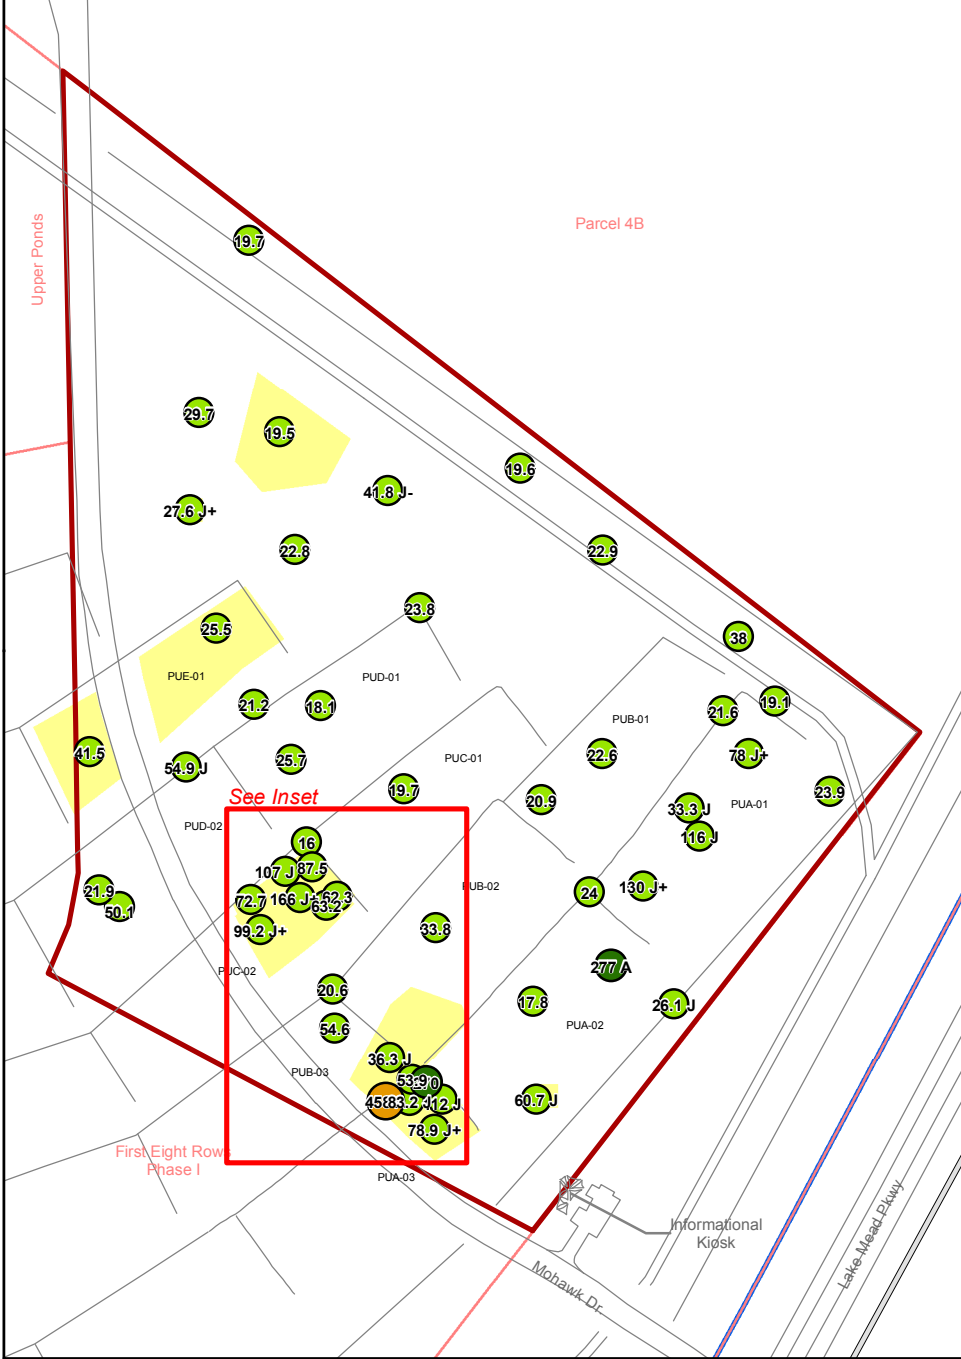 Parcel 4B
Upper Ponds
19.7
29.7
19.5
19.6
41.8 J-
27.6 J+
22.8
22.9
23.8
25.5
38
PUE-01
PUD-01
21.2
18.1
19.1
21.6
PUB-01
41.5
54.9 J
25.7
PUC-01
22.6
78 J+
19.7
23.9
See Inset
20.9
PUA-01
33.3 J
PUD-02
116 J
16
107 J
87.5
PUB-02
130 J+
21.9
50.1
72.7
166 J+
62.3
63.2
24
99.2 J+
33.8
PUC-02
277 A
20.6
17.8
26.1 J
54.6
PUA-02
36.3 J
PUB-03
53.9
60.7 J
78.9 J+
First Eight Rows
Phase I
PUA-03
Informational
Kiosk
Mohawk Dr
Lake Mead Pkwy